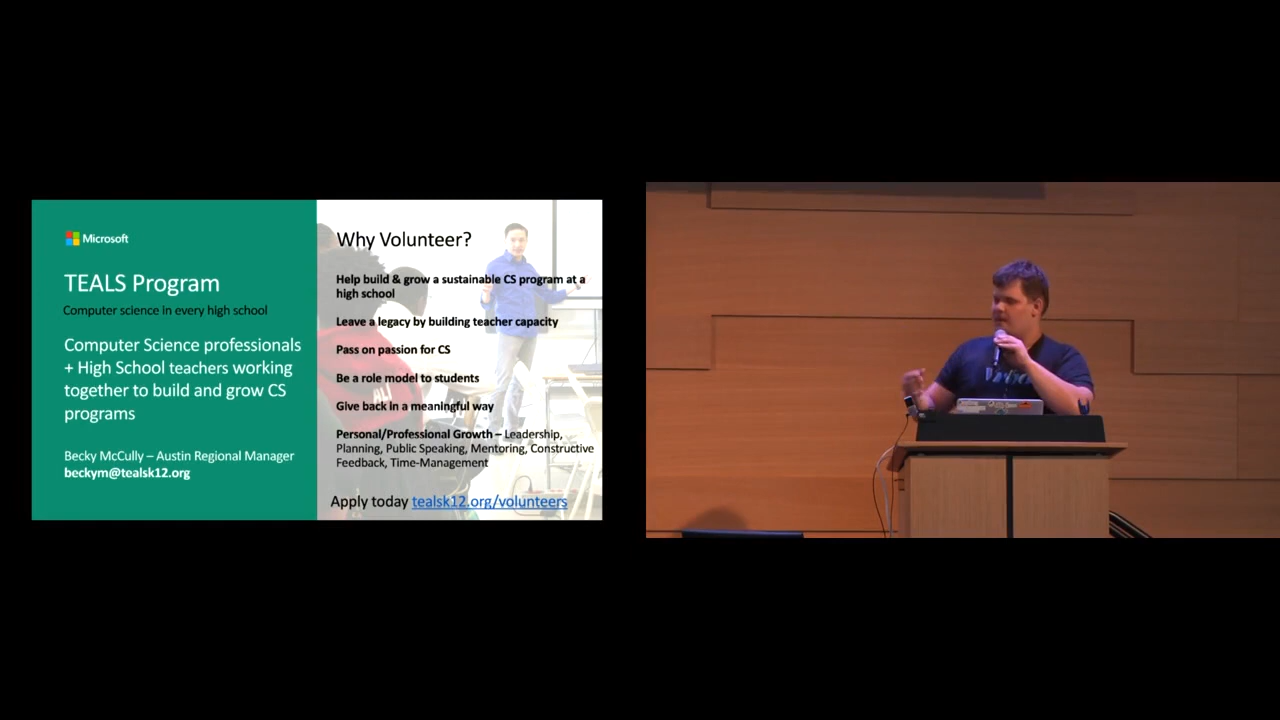 Microsoft
TEALS Program
Computer science in every high school
Computer Science professionals
+ High School teachers working
together to build and grow CS
programs
Becky McCully – Austin Regional Manager
beckym@tealsk12.org
Why Volunteer?
Help build & grow a sustainable CS program at a
high school
Leave a legacy by building teacher capacity
Pass on passion for CS
Be a role model to students
Give back in a meaningful way
Personal/Professional Growth – Leadership,
Planning, Public Speaking, Mentoring, Constructive
Feedback, Time-Management
Apply today tealsk12.org/volunteers